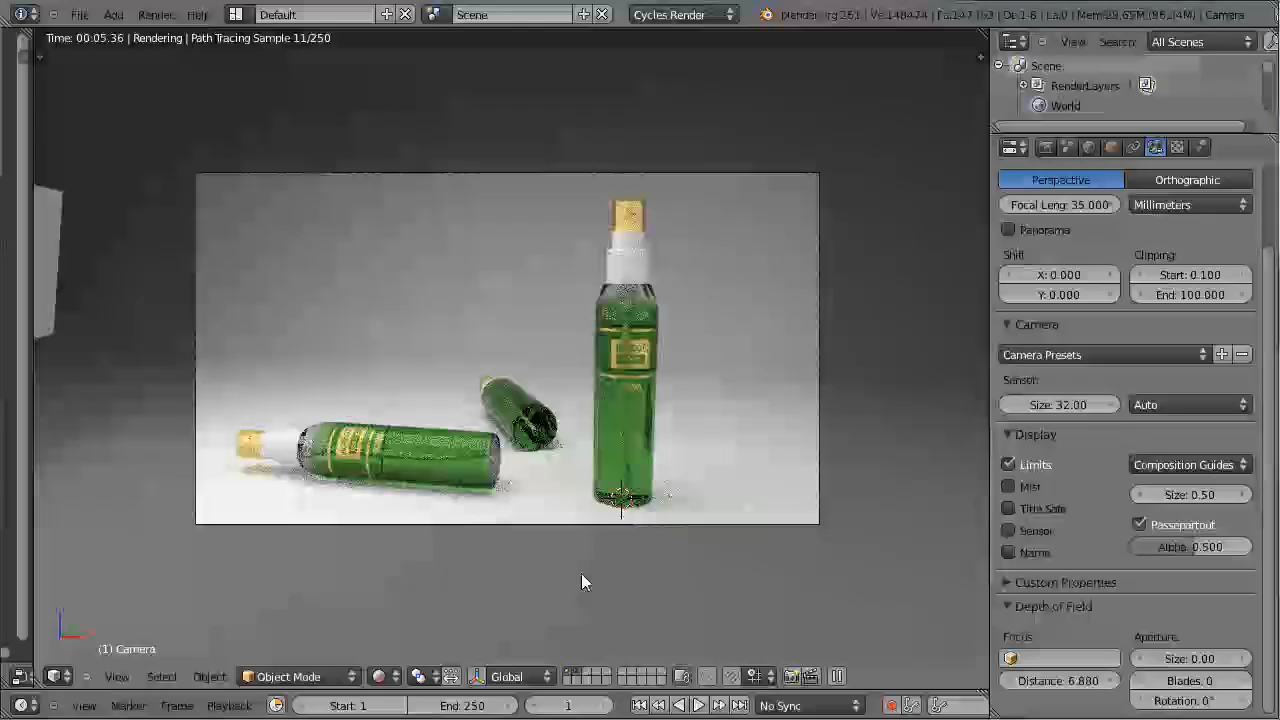 File Add Render Help Default Scene Cycles Render
Time: 00:05.36 | Rendering | Path Tracing Sample 11/250
View Search All Scenes
Scene
RenderLayers
World
Perspective Orthographic
Focal Leng: 35.000 Millimeters
Panorama
Shift Clipping:
X: 0.000 Start: 0.100
Y: 0.000 End: 100.000
Camera
Camera Presets
Sensor:
Size: 32.00 Auto
Display
Limits Composition Guides
Mist Size: 0.50
Title Safe Passepartout
Sensor Alpha: 0.500
Name
Custom Properties
Depth of Field
Focus Aperture:
Size: 0.00
Distance: 6.880 Blades: 0
Rotation: 0°
(1) Camera
View Select Object Object Mode Global
View Marker Frame Playback Start: 1 End: 250 1 No Sync